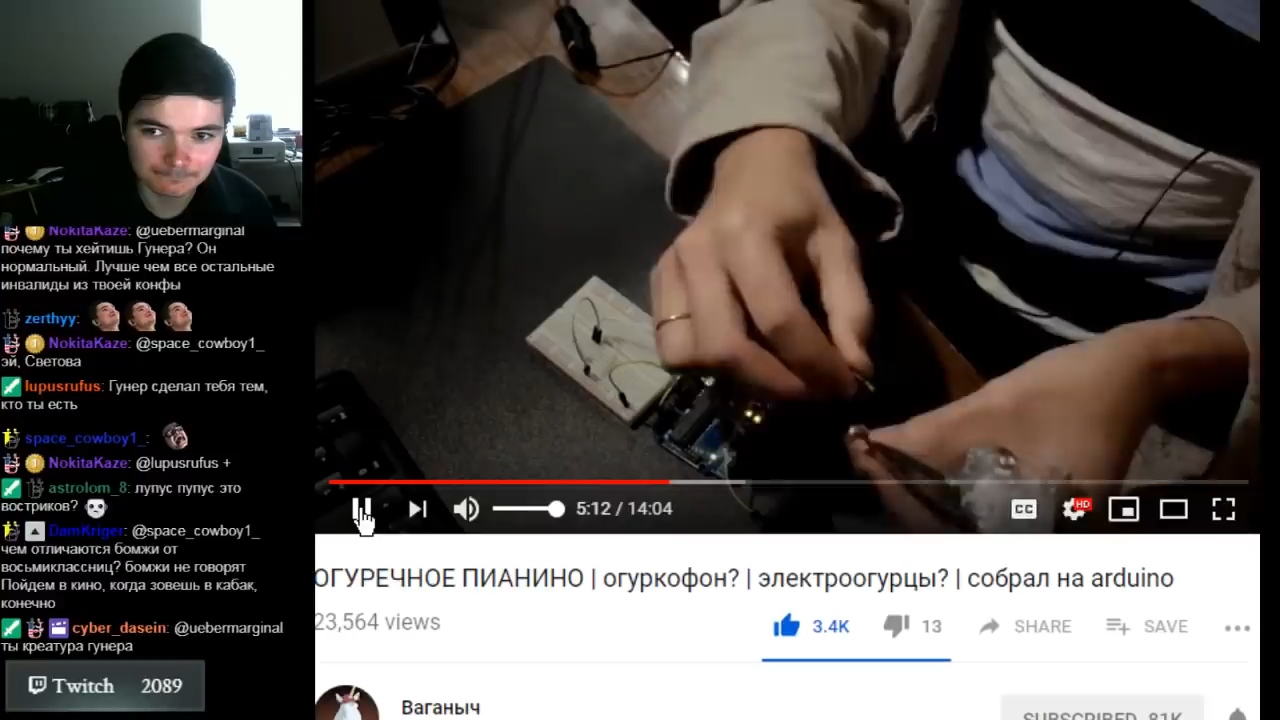 NokitaKaze: @uebermarginal
почему ты хейтишь Гунера? Он
нормальный. Лучше чем все остальные
инвалиды из твоей конфы
zerthyy:
NokitaKaze: @space_cowboy1_
эй, Светова
lupusrufus: Гунер сделал тебя тем,
кто ты есть
space_cowboy1_:
NokitaKaze: @lupusrufus +
astrolom_8: лупус пупус это
востриков?
DamKriger: @space_cowboy1_
чем отличаются бомжи от
восьмиклассниц? бомжи не говорят
Пойдем в кино, когда зовешь в кабак,
конечно
cyber_dasein: @uebermarginal
ты креатура гунера
Twitch 2089
5:12 / 14:04
CC
HD
ОГУРЕЧНОЕ ПИАНИНО | огуркофон? | электроогурцы? | собрал на arduino
23,564 views
3.4K
13
SHARE
SAVE
Ваганыч
SUBSCRIBED 81K